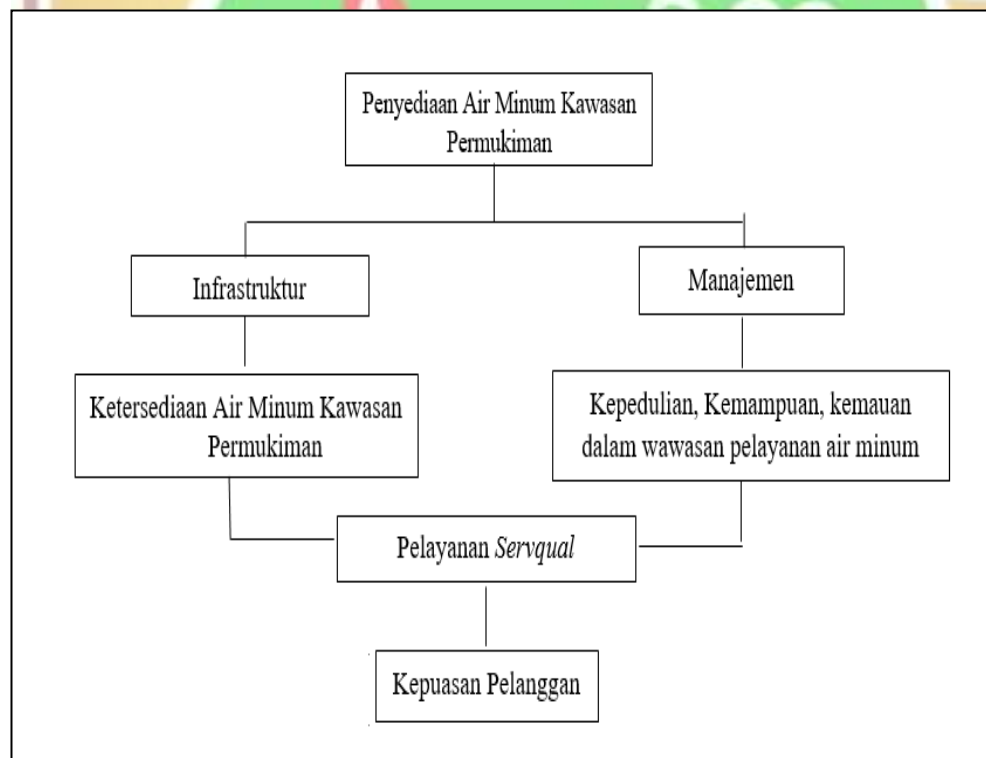 Penyediaan Air Minum Kawasan
Permukiman
Infrastruktur
Manajemen
Ketersediaan Air Minum Kawasan
Permukiman
Kepedulian, Kemampuan, kemauan
dalam wawasan pelayanan air minum
Pelayanan Servqual
Kepuasan Pelanggan